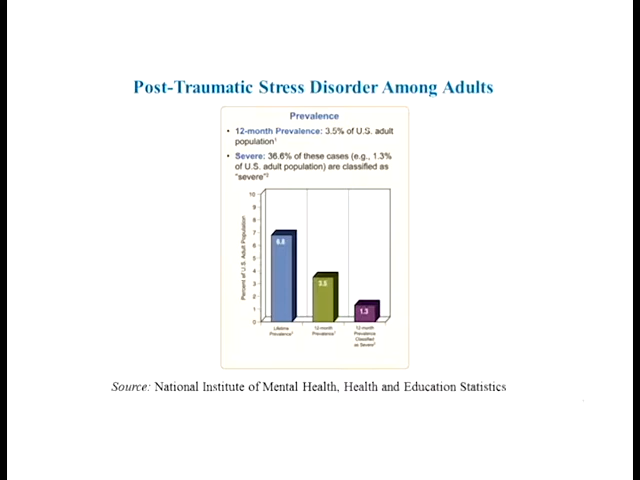 Post-Traumatic Stress Disorder Among Adults
Prevalence
• 12-month Prevalence: 3.5% of U.S. adult
population¹
• Severe: 36.6% of these cases (e.g., 1.3%
of U.S. adult population) are classified as
"severe"²
Percent of U.S. Adult Population
10
9
8
7
6
5
4
3
2
1
0
6.8
3.5
1.3
Lifetime
Prevalence
12-month
Prevalence
12-month
Prevalence
Classified
as Severe
Source: National Institute of Mental Health, Health and Education Statistics